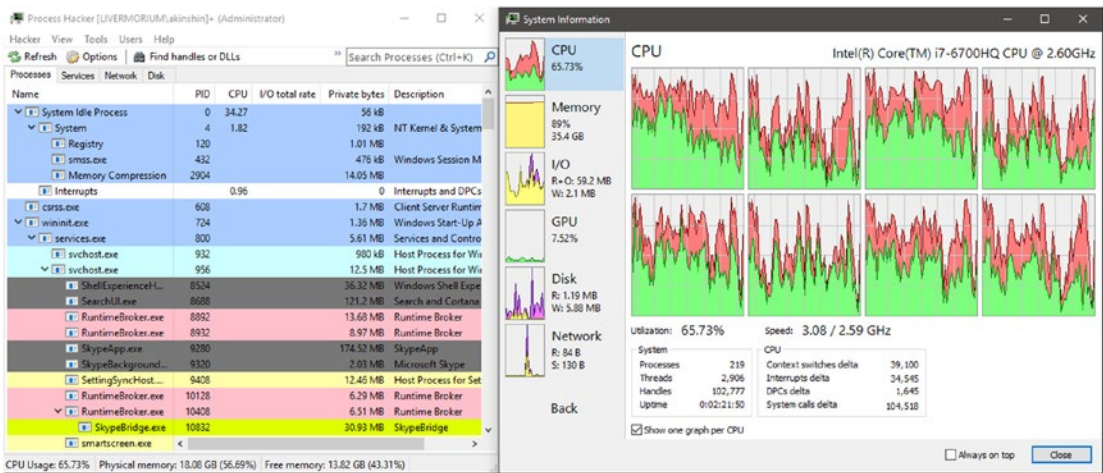 Process Hacker [LIVERMORIUM\akinshin]+ (Administrator)
Hacker View Tools Users Help
Refresh Options Find handles or DLLs » Search Processes (Ctrl+K)
Processes Services Network Disk
Name PID CPU I/O total rate Private bytes Description
System Idle Process 0 34.27 56 kB
System 4 1.82 192 kB NT Kernel & System
Registry 120 1.01 MB
smss.exe 432 476 kB Windows Session M
Memory Compression 2904 14.05 MB
Interrupts 0.96 0 Interrupts and DPCs
csrss.exe 608 1.7 MB Client Server Runtim
wininit.exe 724 1.36 MB Windows Start-Up A
services.exe 800 5.61 MB Services and Contro
svchost.exe 932 980 kB Host Process for Wi
svchost.exe 956 12.5 MB Host Process for Wi
ShellExperienceH... 8524 36.32 MB Windows Shell Expe
SearchUI.exe 8688 121.2 MB Search and Cortana
RuntimeBroker.exe 8892 13.68 MB Runtime Broker
RuntimeBroker.exe 8932 8.97 MB Runtime Broker
SkypeApp.exe 9280 174.52 MB SkypeApp
SkypeBackground... 9320 2.03 MB Microsoft Skype
SettingSyncHost.... 9408 12.46 MB Host Process for Set
RuntimeBroker.exe 10128 6.29 MB Runtime Broker
RuntimeBroker.exe 10408 6.51 MB Runtime Broker
SkypeBridge.exe 10832 30.93 MB SkypeBridge
smartscreen.exe
CPU Usage: 65.73% Physical memory: 18.08 GB (56.69%) Free memory: 13.82 GB (43.31%)
System Information
CPU
65.73%
Memory
89%
35.4 GB
I/O
R+O: 59.2 MB
W: 2.1 MB
GPU
7.52%
Disk
R: 1.19 MB
W: 5.88 MB
Network
R: 84 B
S: 130 B
Back
CPU Intel(R) Core(TM) i7-6700HQ CPU @ 2.60GHz
Utilization: 65.73% Speed: 3.08 / 2.59 GHz
System
Processes 219
Threads 2,906
Handles 102,777
Uptime 0:02:21:50
CPU
Context switches delta 39,100
Interrupts delta 34,545
DPCs delta 1,645
System calls delta 104,518
Show one graph per CPU
Always on top Close